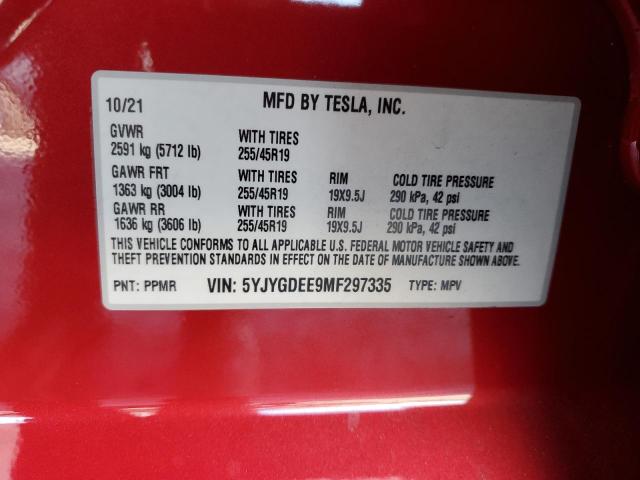 10/21 MFD BY TESLA, INC.
GVWR WITH TIRES
2591 kg (5712 lb) 255/45R19
GAWR FRT WITH TIRES RIM COLD TIRE PRESSURE
1363 kg (3004 lb) 255/45R19 19X9.5J 290 kPa, 42 psi
GAWR RR WITH TIRES RIM COLD TIRE PRESSURE
1636 kg (3606 lb) 255/45R19 19X9.5J 290 kPa, 42 psi
THIS VEHICLE CONFORMS TO ALL APPLICABLE U.S. FEDERAL MOTOR VEHICLE SAFETY AND
THEFT PREVENTION STANDARDS IN EFFECT ON THE DATE OF MANUFACTURE SHOWN ABOVE.
PNT: PPMR VIN: 5YJYGDEE9MF297335 TYPE: MPV